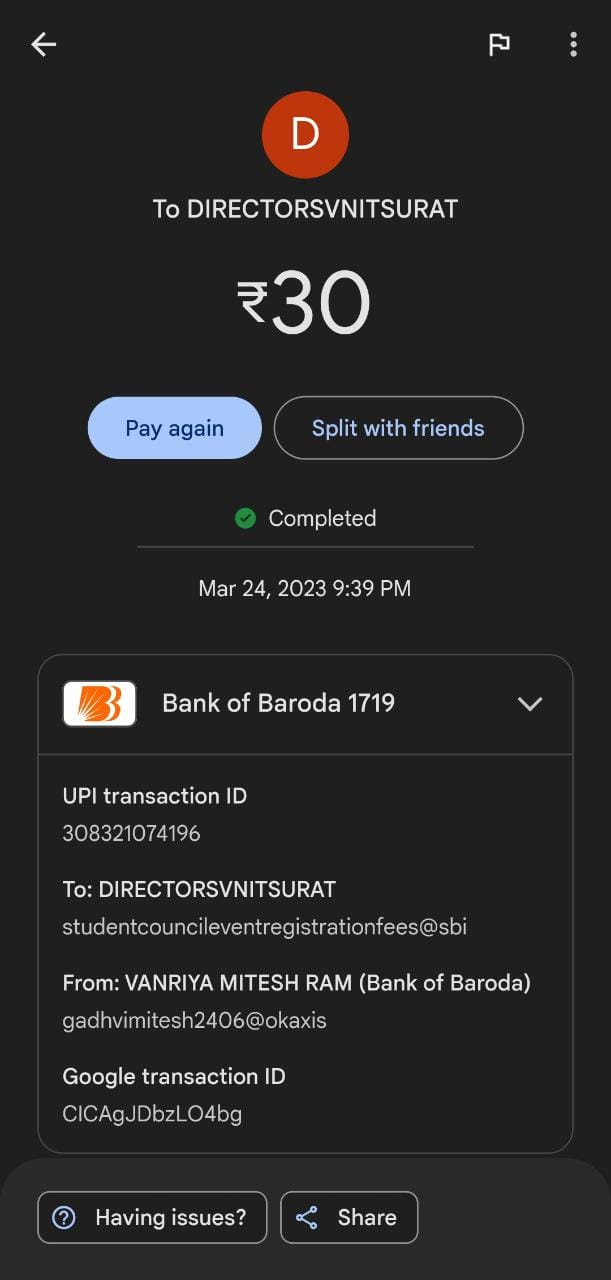 D
To DIRECTORSVNITSURAT
₹30
Pay again
Split with friends
Completed
Mar 24, 2023 9:39 PM
Bank of Baroda 1719
UPI transaction ID
308321074196
To: DIRECTORSVNITSURAT
studentcouncileventregistrationfees@sbi
From: VANRIYA MITESH RAM (Bank of Baroda)
gadhvimitesh2406@okaxis
Google transaction ID
CICAgJDbzLO4bg
Having issues?
Share